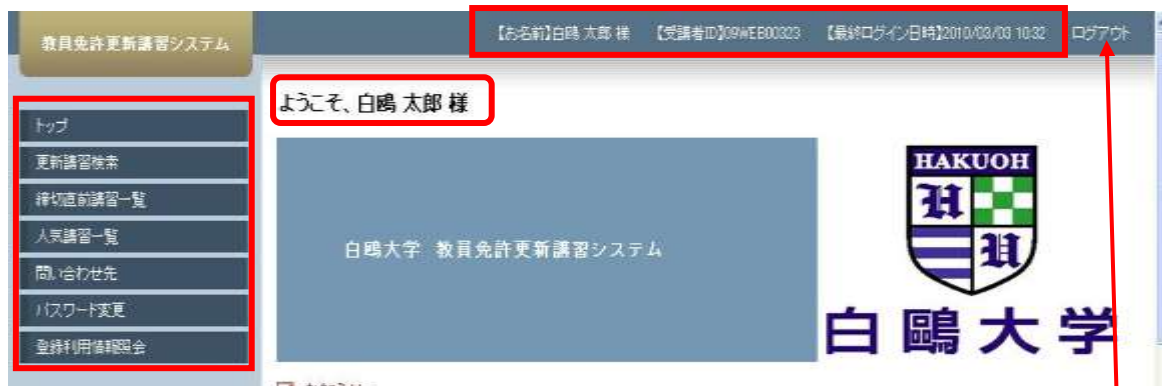 教員免許更新講習システム
【お名前】白鴎 太郎 様 【受講者ID】09WEB00323 【最終ログイン日時】2010/03/03 10:32 ログアウト
ようこそ、白鴎 太郎 様
トップ
更新講習検索
締切直前講習一覧
人気講習一覧
問い合わせ先
パスワード変更
登録利用情報照会
白鴎大学 教員免許更新講習システム
HAKUOH
H
H
白鷗大学